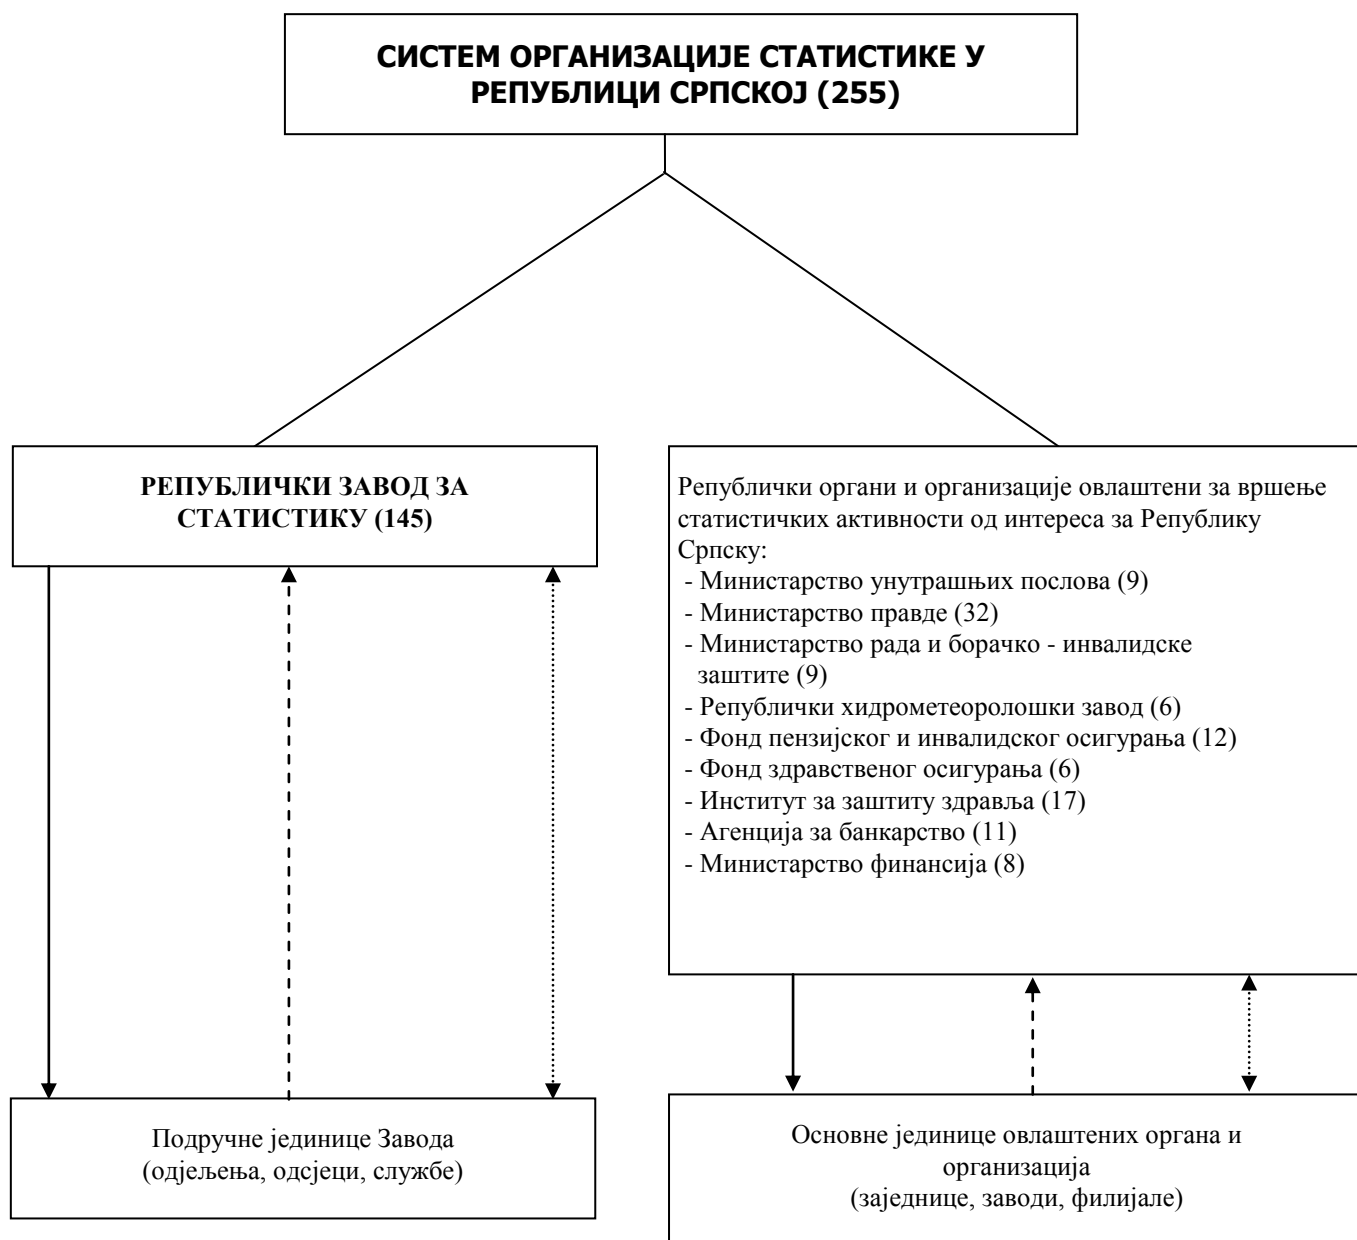 СИСТЕМ ОРГАНИЗАЦИЈЕ СТАТИСТИКЕ У
РЕПУБЛИЦИ СРПСКОЈ (255)
РЕПУБЛИЧКИ ЗАВОД ЗА
СТАТИСТИКУ (145)
Републички органи и организације овлаштени за вршење
статистичких активности од интереса за Републику
Српску:
- Министарство унутрашњих послова (9)
- Министарство правде (32)
- Министарство рада и борачко - инвалидске
заштите (9)
- Републички хидрометеоролошки завод (6)
- Фонд пензијског и инвалидског осигурања (12)
- Фонд здравственог осигурања (6)
- Институт за заштиту здравља (17)
- Агенција за банкарство (11)
- Министарство финансија (8)
Подручне јединице Завода
(одјељења, одсјеци, службе)
Основне јединице овлаштених органа и
организација
(заједнице, заводи, филијале)